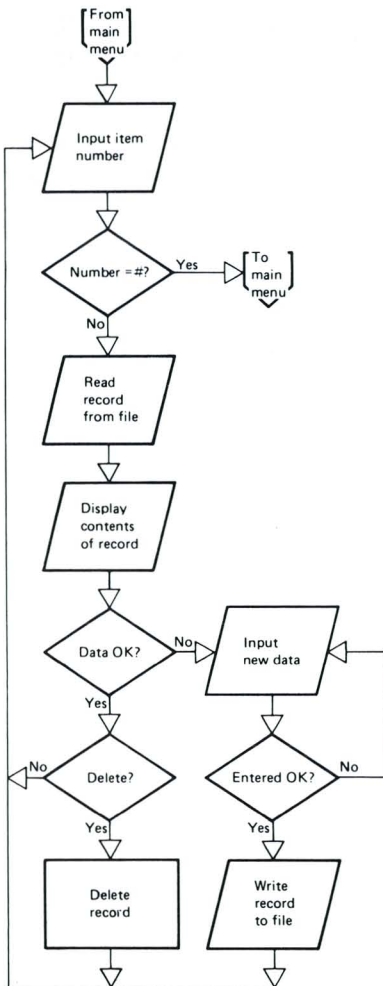 From
main
menu
Input item
number
Number = #?
Yes
To
main
menu
No
Read
record
from file
Display
contents
of record
Data OK?
No
Input
new data
Yes
No
Delete?
Entered OK?
No
Yes
Yes
Delete
record
Write
record
to file